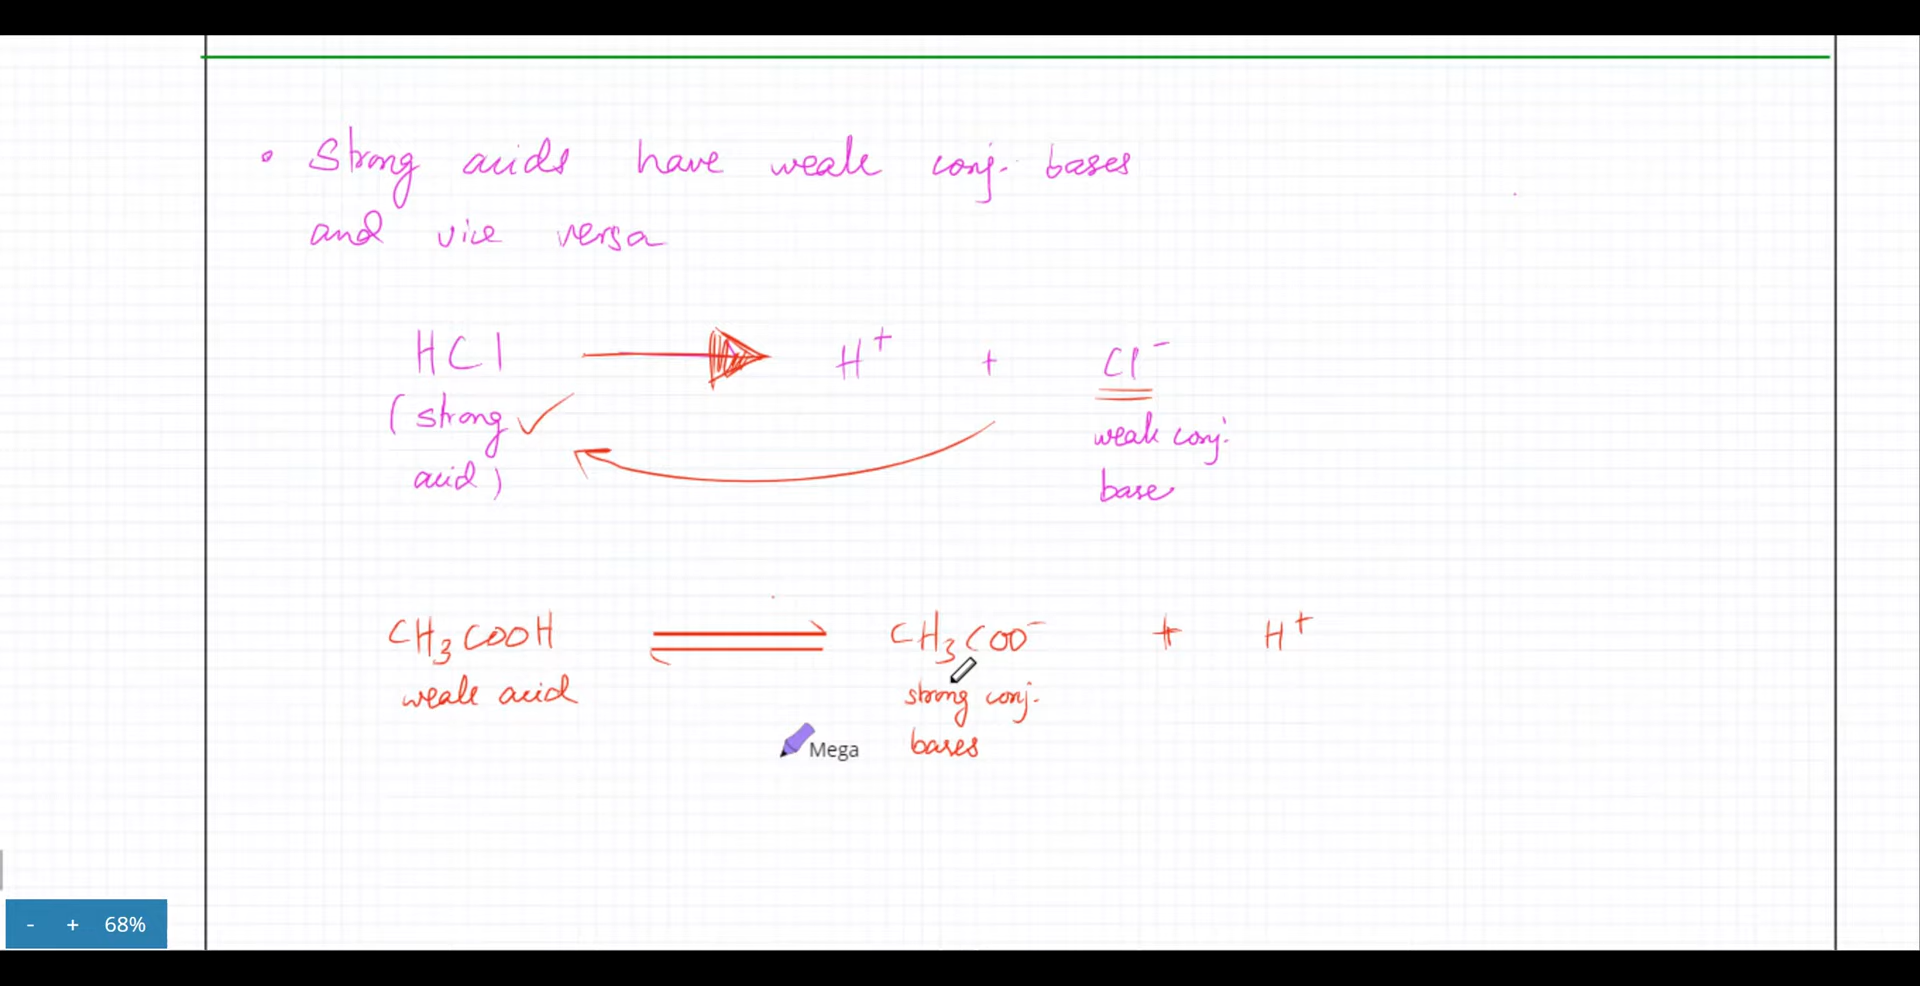 • Strong acids have weak conj. bases
and vice versa
HCl → H⁺ + Cl⁻
(strong ✓ weak conj.
acid) base
CH₃COOH ⇌ CH₃COO⁻ + H⁺
weak acid strong conj.
Mega bases
- + 68%